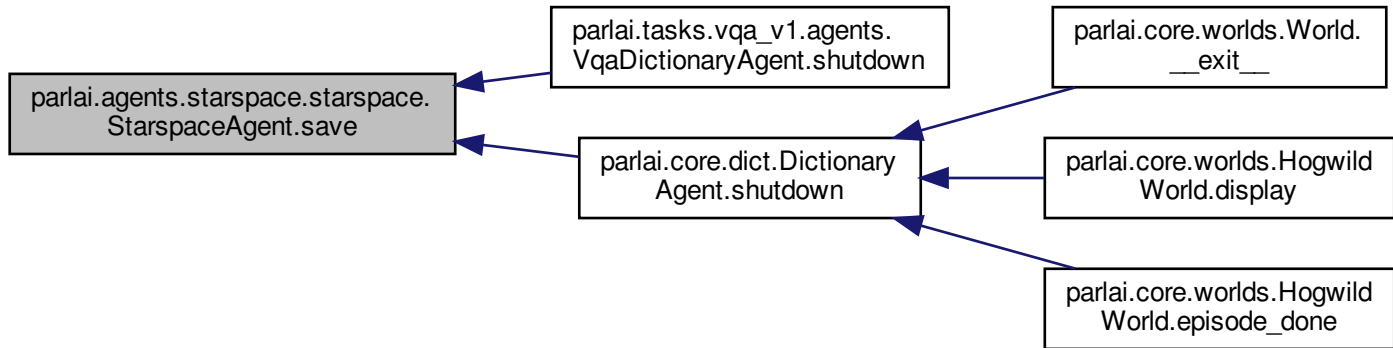 parlai.agents.starspace.starspace.
StarspaceAgent.save
parlai.tasks.vqa_v1.agents.
VqaDictionaryAgent.shutdown
parlai.core.dict.Dictionary
Agent.shutdown
parlai.core.worlds.World.
__exit__
parlai.core.worlds.Hogwild
World.display
parlai.core.worlds.Hogwild
World.episode_done